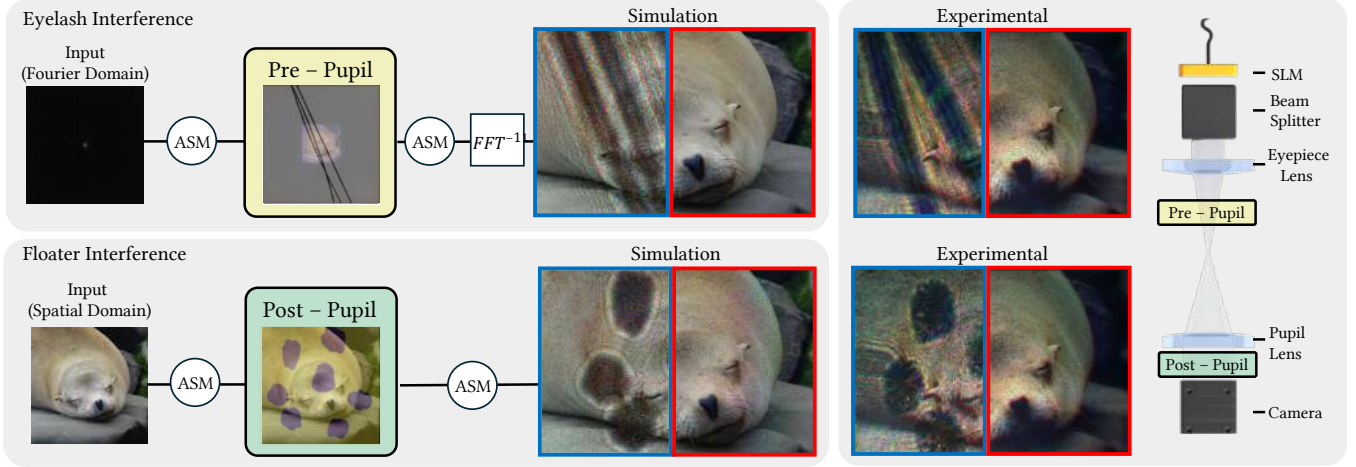 Eyelash Interference
Input
(Fourier Domain)
ASM
Pre – Pupil
ASM
FFT⁻¹
Simulation
Experimental
SLM
Beam
Splitter
Eyepiece
Lens
Pre – Pupil
Floater Interference
Input
(Spatial Domain)
ASM
Post – Pupil
ASM
Simulation
Experimental
Pupil
Lens
Post – Pupil
Camera